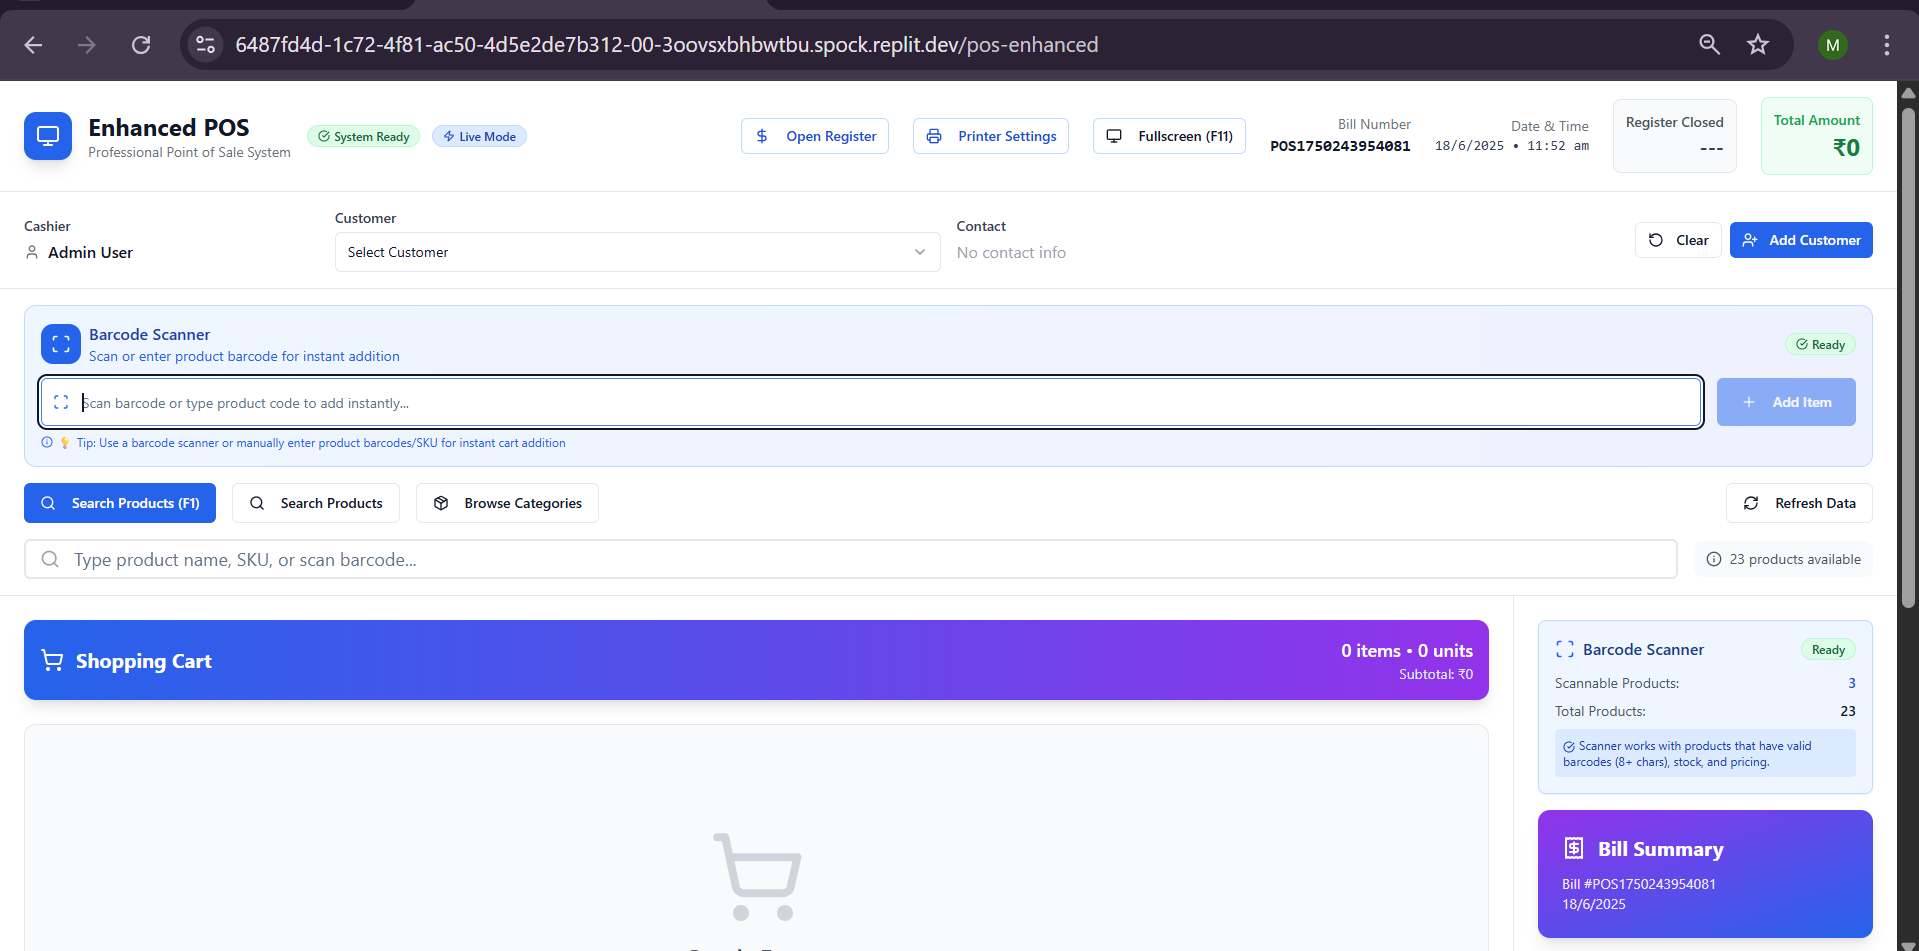 6487fd4d-1c72-4f81-ac50-4d5e2de7b312-00-3oovsxbhbwtbu.spock.replit.dev/pos-enhanced
M
Enhanced POS
Professional Point of Sale System
System Ready
Live Mode
Open Register
Printer Settings
Fullscreen (F11)
Bill Number
POS1750243954081
Date & Time
18/6/2025 • 11:52 am
Register Closed
---
Total Amount
₹0
Cashier
Admin User
Customer
Select Customer
Contact
No contact info
Clear
Add Customer
Barcode Scanner
Scan or enter product barcode for instant addition
Ready
Scan barcode or type product code to add instantly...
Add Item
Tip: Use a barcode scanner or manually enter product barcodes/SKU for instant cart addition
Search Products (F1)
Search Products
Browse Categories
Refresh Data
Type product name, SKU, or scan barcode...
23 products available
Shopping Cart
0 items • 0 units
Subtotal: ₹0
Barcode Scanner
Ready
Scannable Products: 3
Total Products: 23
Scanner works with products that have valid
barcodes (8+ chars), stock, and pricing.
Bill Summary
Bill #POS1750243954081
18/6/2025